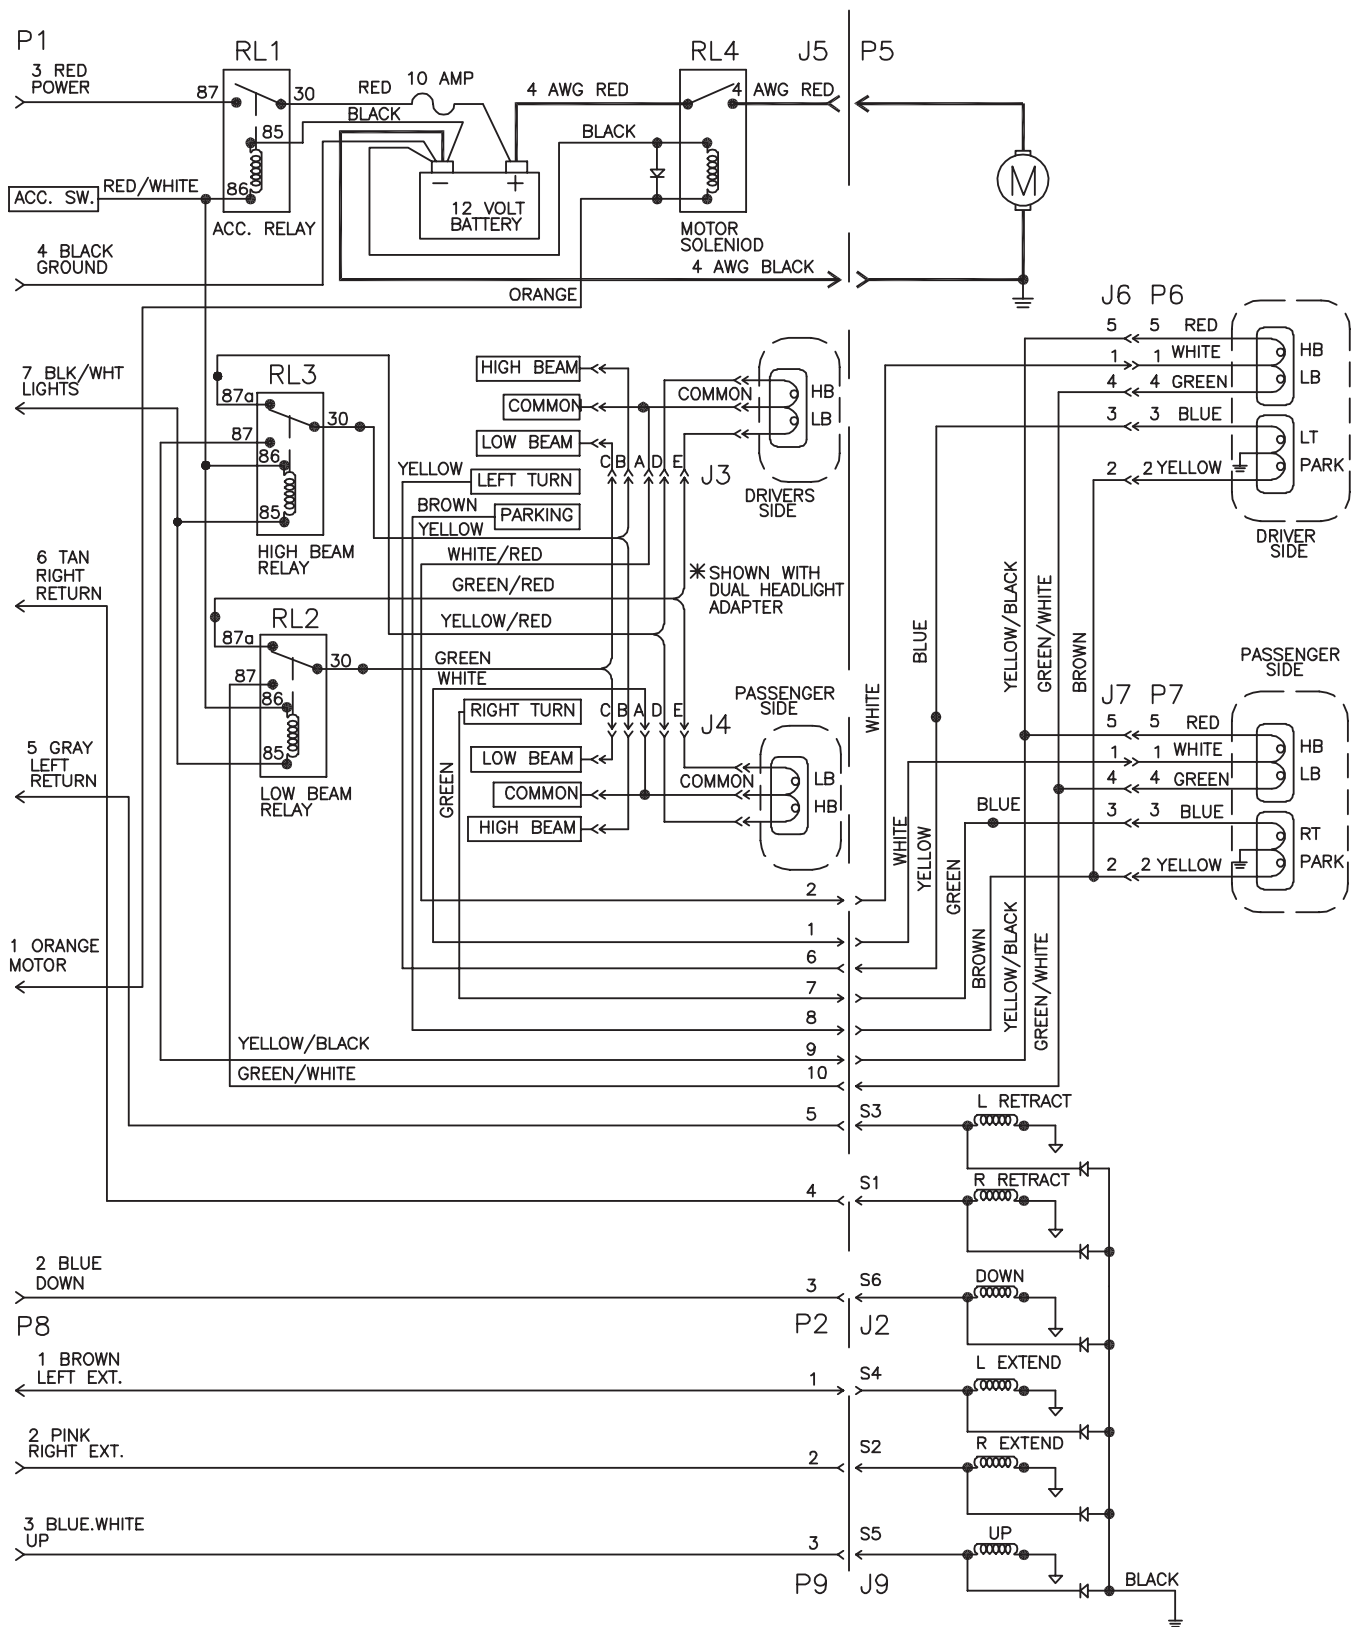 P1
3 RED
POWER
RL1
87
30
85
86
ACC. RELAY
RED
10 AMP
BLACK
ACC. SW.
RED/WHITE
4 BLACK
GROUND
12 VOLT
BATTERY
4 AWG RED
RL4
4 AWG RED
BLACK
MOTOR
SOLENIOD
4 AWG BLACK
ORANGE
J5
P5
M
7 BLK/WHT
LIGHTS
RL3
87a
30
87
86
85
HIGH BEAM
RELAY
HIGH BEAM
COMMON
LOW BEAM
LEFT TURN
PARKING
YELLOW
BROWN
YELLOW
WHITE/RED
GREEN/RED
YELLOW/RED
GREEN
WHITE
COMMON
HB
LB
C B A D E
J3
DRIVERS
SIDE
SHOWN WITH
DUAL HEADLIGHT
ADAPTER
6 TAN
RIGHT
RETURN
RL2
87a
30
87
86
85
LOW BEAM
RELAY
5 GRAY
LEFT
RETURN
RIGHT TURN
LOW BEAM
COMMON
HIGH BEAM
GREEN
C B A D E
J4
PASSENGER
SIDE
COMMON
LB
HB
J6 P6
5 5 RED
1 1 WHITE
4 4 GREEN
3 3 BLUE
2 2 YELLOW
HB
LB
LT
PARK
DRIVER
SIDE
WHITE
BLUE
YELLOW/BLACK
GREEN/WHITE
BROWN
PASSENGER
SIDE
J7 P7
5 5 RED
1 1 WHITE
4 4 GREEN
3 3 BLUE
2 2 YELLOW
HB
LB
RT
PARK
BLUE
WHITE
YELLOW
GREEN
BROWN
YELLOW/BLACK
GREEN/WHITE
1 ORANGE
MOTOR
2
1
6
7
8
YELLOW/BLACK
9
GREEN/WHITE
10
5
S3
L RETRACT
4
S1
R RETRACT
2 BLUE
DOWN
3
S6
DOWN
P8
P2
J2
1 BROWN
LEFT EXT.
1
S4
L EXTEND
2 PINK
RIGHT EXT.
2
S2
R EXTEND
3 BLUE.WHITE
UP
3
S5
UP
P9
J9
BLACK